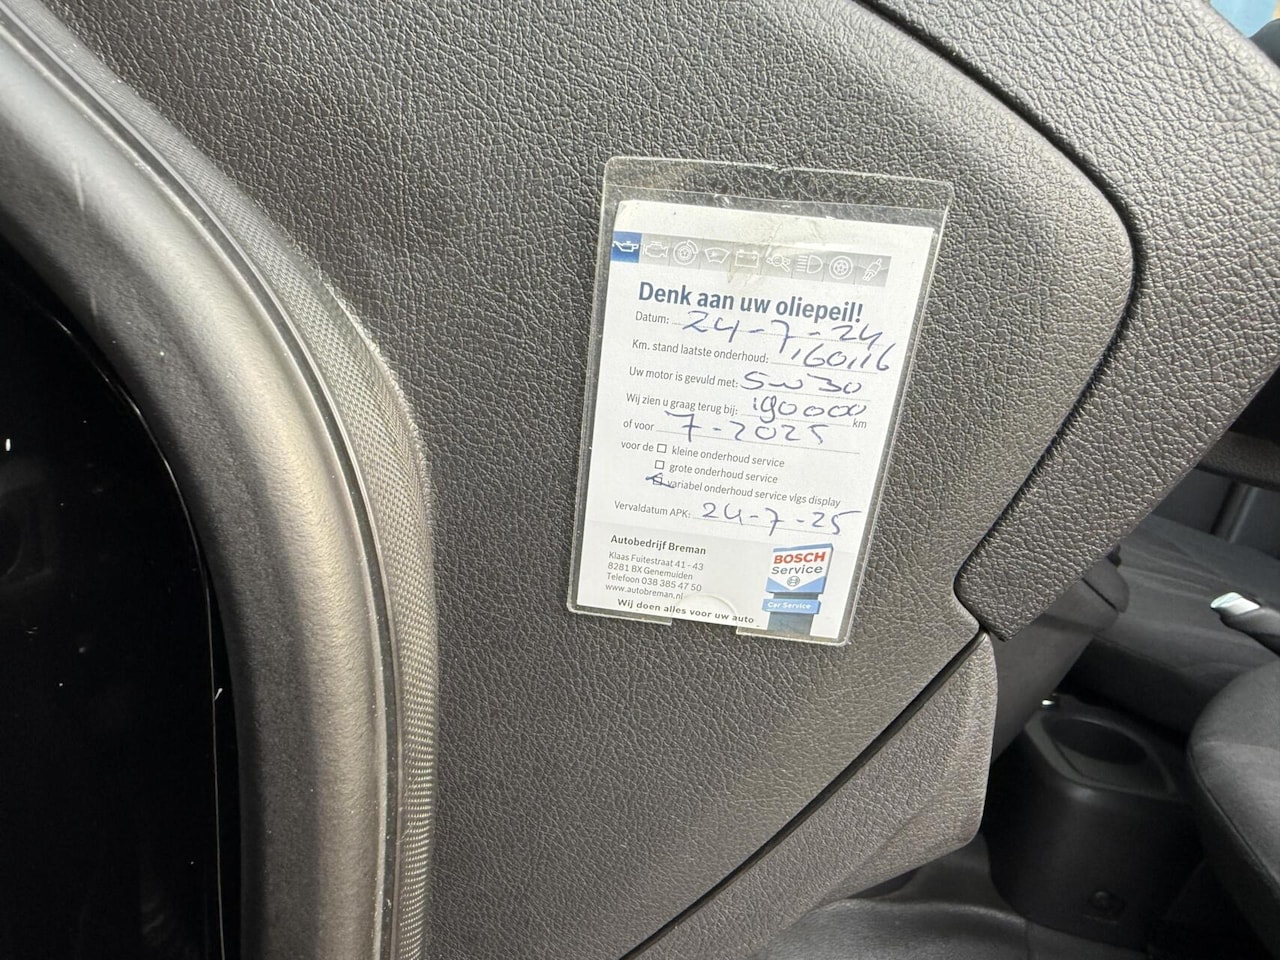 Denk aan uw oliepeil!
Datum: 24-7-24
Km. stand laatste onderhoud: 160116
Uw motor is gevuld met: 5w30
Wij zien u graag terug bij: 190000 km
of voor 7-2025
voor de kleine onderhoud service
grote onderhoud service
variabel onderhoud service vlgs display
Vervaldatum APK: 24-7-25
Autobedrijf Breman
Klaas Fuitestraat 41 - 43
8281 BX Genemuiden
Telefoon 038 385 47 50
www.autobreman.nl
Wij doen alles voor uw auto
BOSCH
Service
Car Service